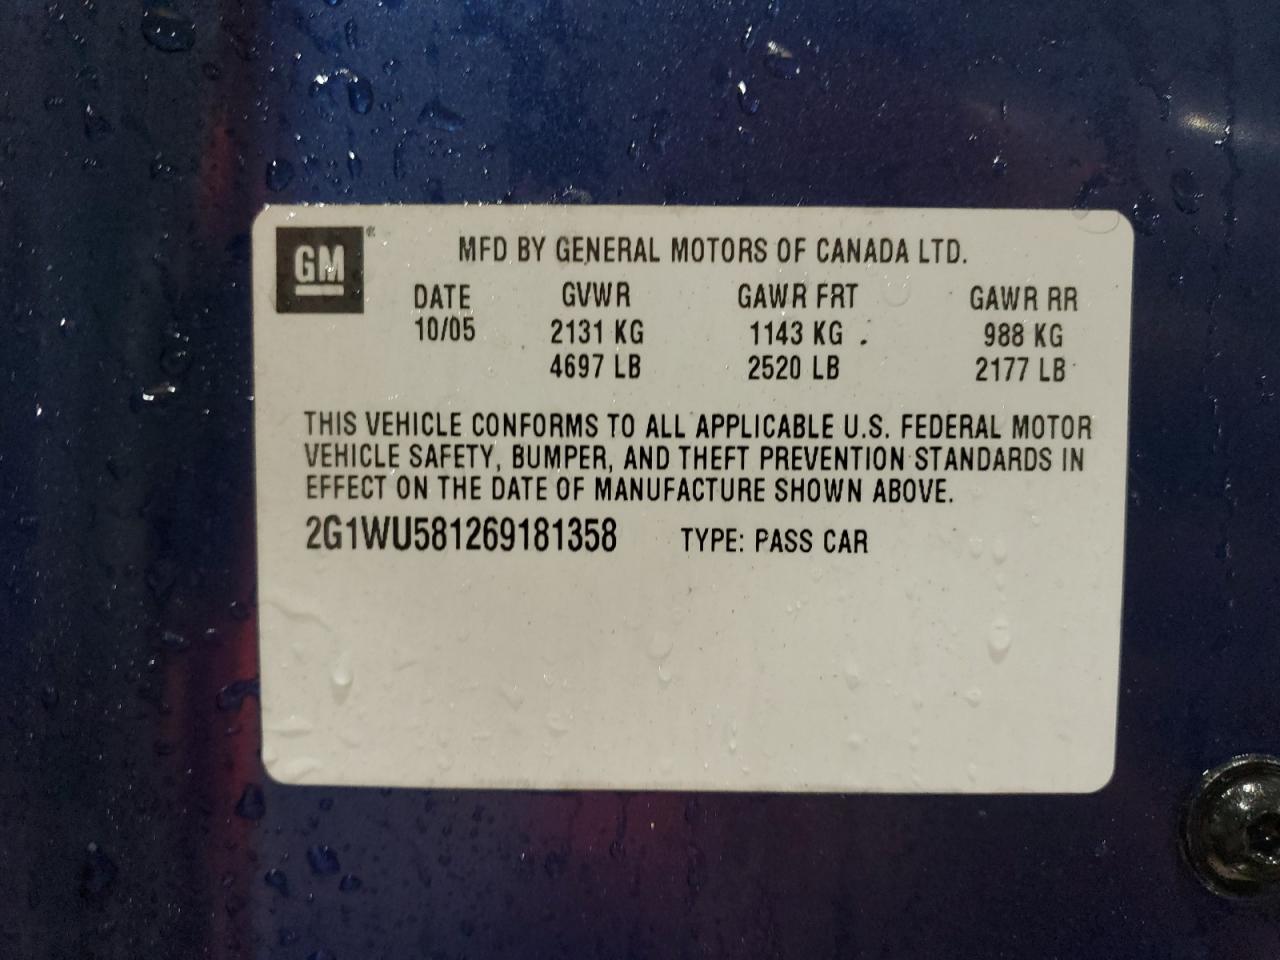 GM®
MFD BY GENERAL MOTORS OF CANADA LTD.
DATE GVWR GAWR FRT GAWR RR
10/05 2131 KG 1143 KG 988 KG
4697 LB 2520 LB 2177 LB
THIS VEHICLE CONFORMS TO ALL APPLICABLE U.S. FEDERAL MOTOR
VEHICLE SAFETY, BUMPER, AND THEFT PREVENTION STANDARDS IN
EFFECT ON THE DATE OF MANUFACTURE SHOWN ABOVE.
2G1WU581269181358 TYPE: PASS CAR